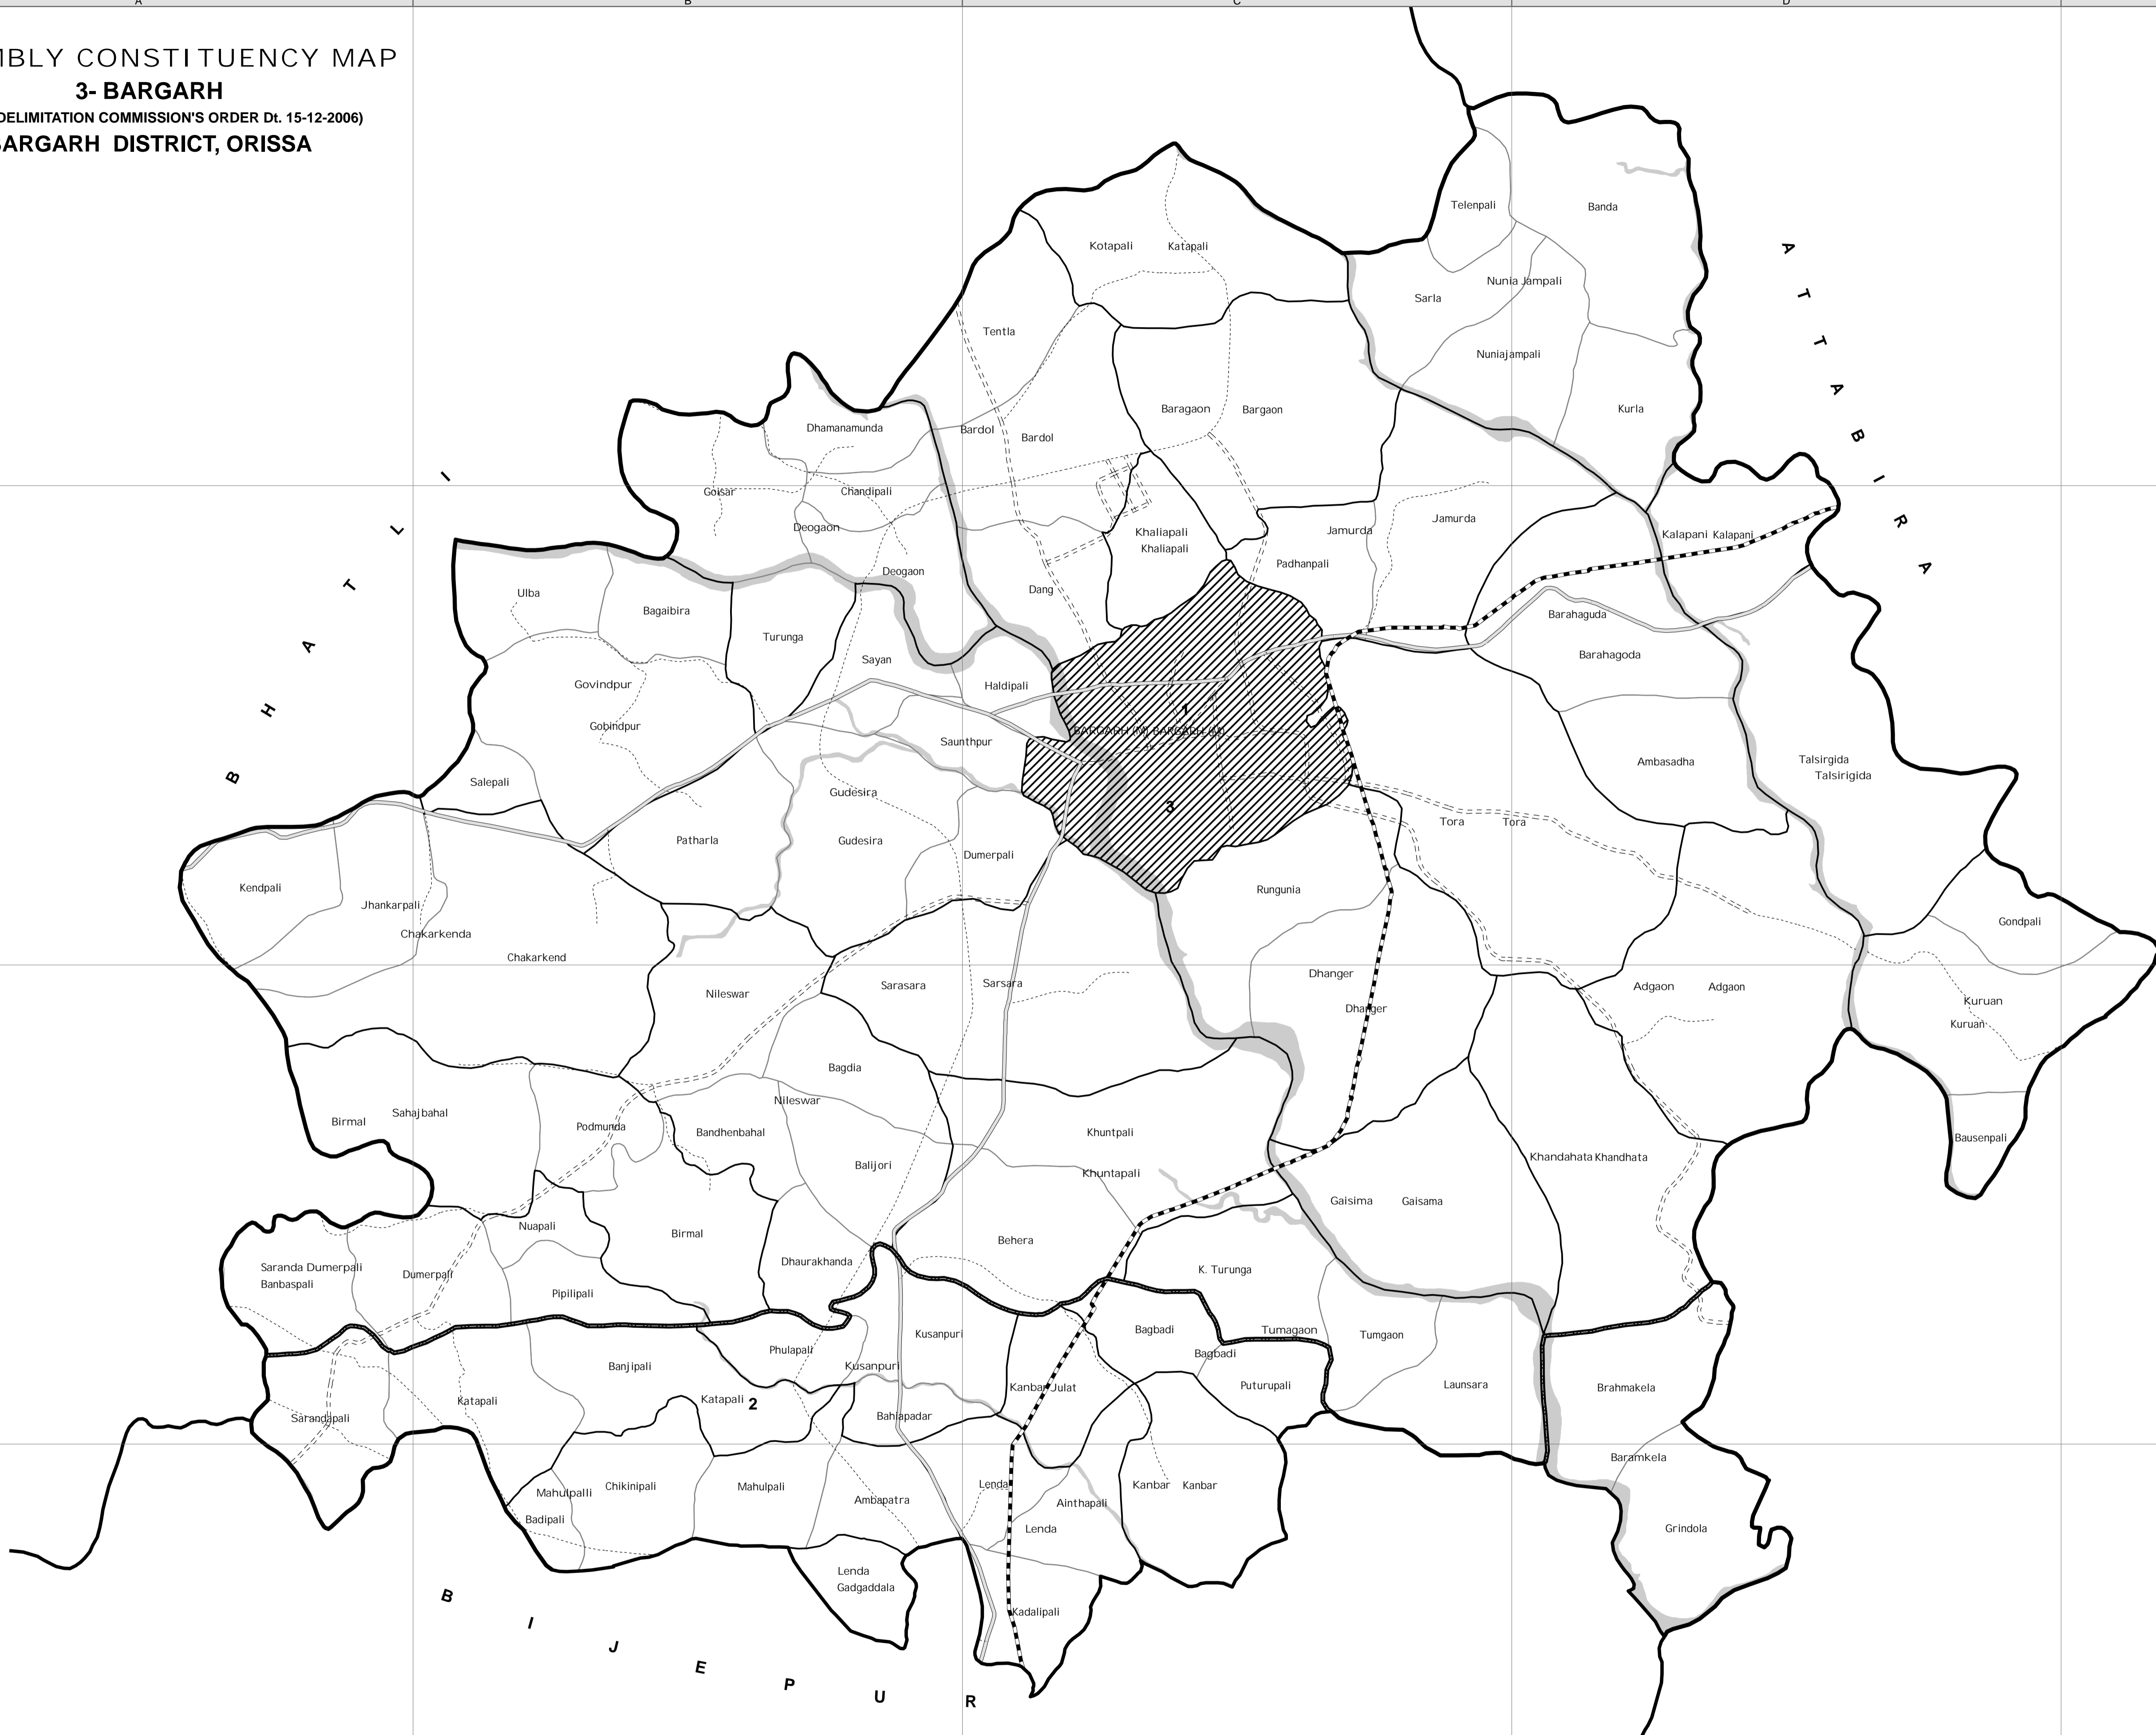 A B C D
MBLY CONSTITUENCY MAP
3- BARGARH
DELIMITATION COMMISSION'S ORDER Dt. 15-12-2006)
BARGARH DISTRICT, ORISSA
Telenpali
Banda
Kotapali Katapali
Nunia Jampali
Sarla
Tentla
Nuniajampali
Baragaon Bargaon
Kurla
Dhamanamunda
Bardol
Bardol
Goisar
Chandipali
Deogaon
Khaliapali
Khaliapali
Jamurda
Jamurda
Kalapani Kalapani
Padhanpali
Deogaon
Dang
Ulba
Bagaibira
Turunga
Barahaguda
Barahagoda
Sayan
Haldipali
Govindpur
Gobindpur
1
BARGARH (M) BARGARH (M)
Saunthpur
Ambasadha
Talsirgida
Talsirigida
Salepali
Gudesira
3
Tora Tora
Patharla
Gudesira
Dumerpali
Kendpali
Jhankarpali
Rungunia
Gondpali
Chakarkenda
Chakarkend
Nileswar
Sarasara
Sarsara
Dhanger
Dhanger
Adgaon Adgaon
Kuruan
Kuruan
Bagdia
Nileswar
Birmal
Sahajbahal
Podmunda
Bandhenbahal
Khuntpali
Bausenpali
Balijori
Khuntapali
Khandahata Khandhata
Gaisima Gaisama
Nuapali
Birmal
Behera
Dhaurakhanda
K. Turunga
Saranda Dumerpali
Banbaspali
Dumerpali
Pipilipali
Kusanpuri
Bagbadi
Tumagaon
Tumgaon
Phulapali
Bagbadi
Banjipali
Kusanpuri
Katapali
Katapali
2
Kanbar Julat
Puturupali
Launsara
Brahmakela
Sarandapali
Bahlapadar
Baramkela
Mahulpalli
Chikinipali
Mahulpali
Lenda
Kanbar Kanbar
Ambapatra
Ainthapali
Badipali
Lenda
Grindola
Lenda
Gadgaddala
Kadalipali
B H A T L I
A T T A B I R A
B I J E P U R